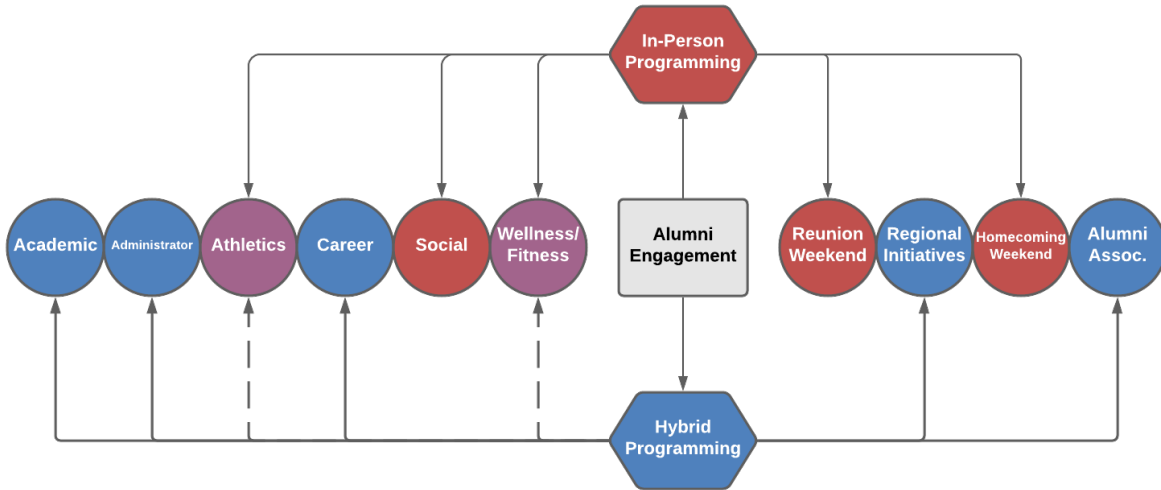 In-Person
Programming
Academic
Administrator
Athletics
Career
Social
Wellness/
Fitness
Alumni
Engagement
Reunion
Weekend
Regional
Initiatives
Homecoming
Weekend
Alumni
Assoc.
Hybrid
Programming